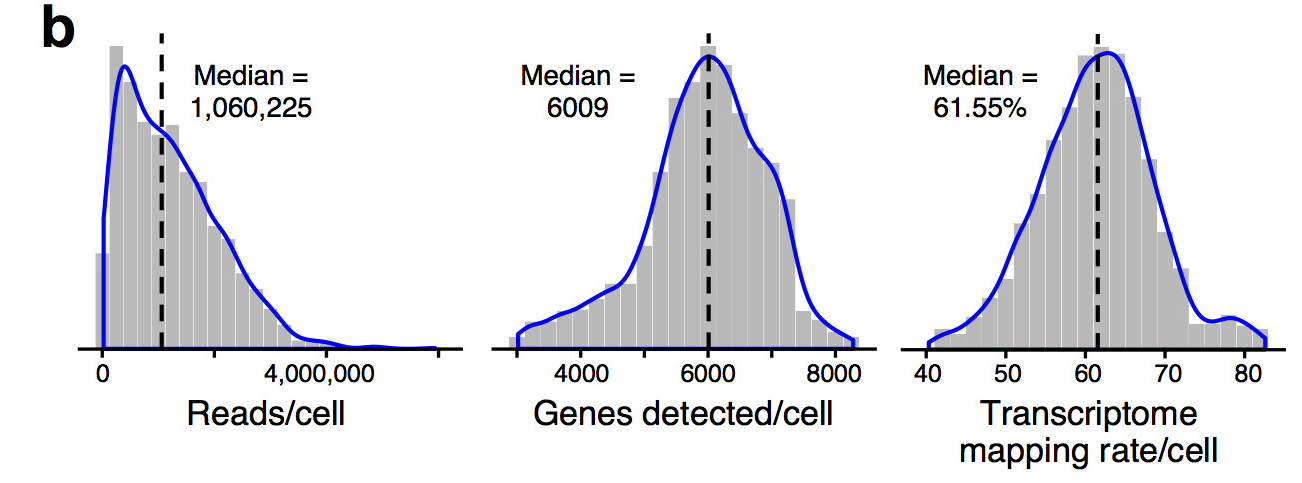 b
Median =
1,060,225
0
4,000,000
Reads/cell
Median =
6009
4000
6000
8000
Genes detected/cell
Median =
61.55%
40
50
60
70
80
Transcriptome
mapping rate/cell